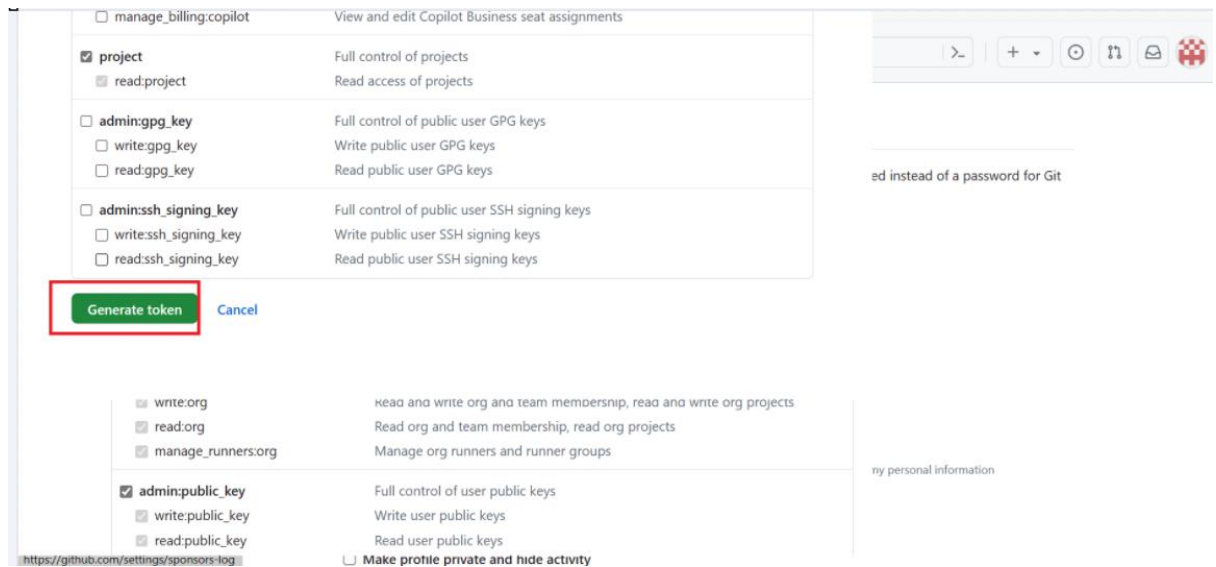 manage_billing:copilot View and edit Copilot Business seat assignments
project Full control of projects
read:project Read access of projects
admin:gpg_key Full control of public user GPG keys
write:gpg_key Write public user GPG keys
read:gpg_key Read public user GPG keys
ed instead of a password for Git
admin:ssh_signing_key Full control of public user SSH signing keys
write:ssh_signing_key Write public user SSH signing keys
read:ssh_signing_key Read public user SSH signing keys
Generate token Cancel
write:org Read and write org and team membership, read and write org projects
read:org Read org and team membership, read org projects
manage_runners:org Manage org runners and runner groups
ny personal information
admin:public_key Full control of user public keys
write:public_key Write user public keys
read:public_key Read user public keys
https://github.com/settings/sponsors-log Make profile private and hide activity